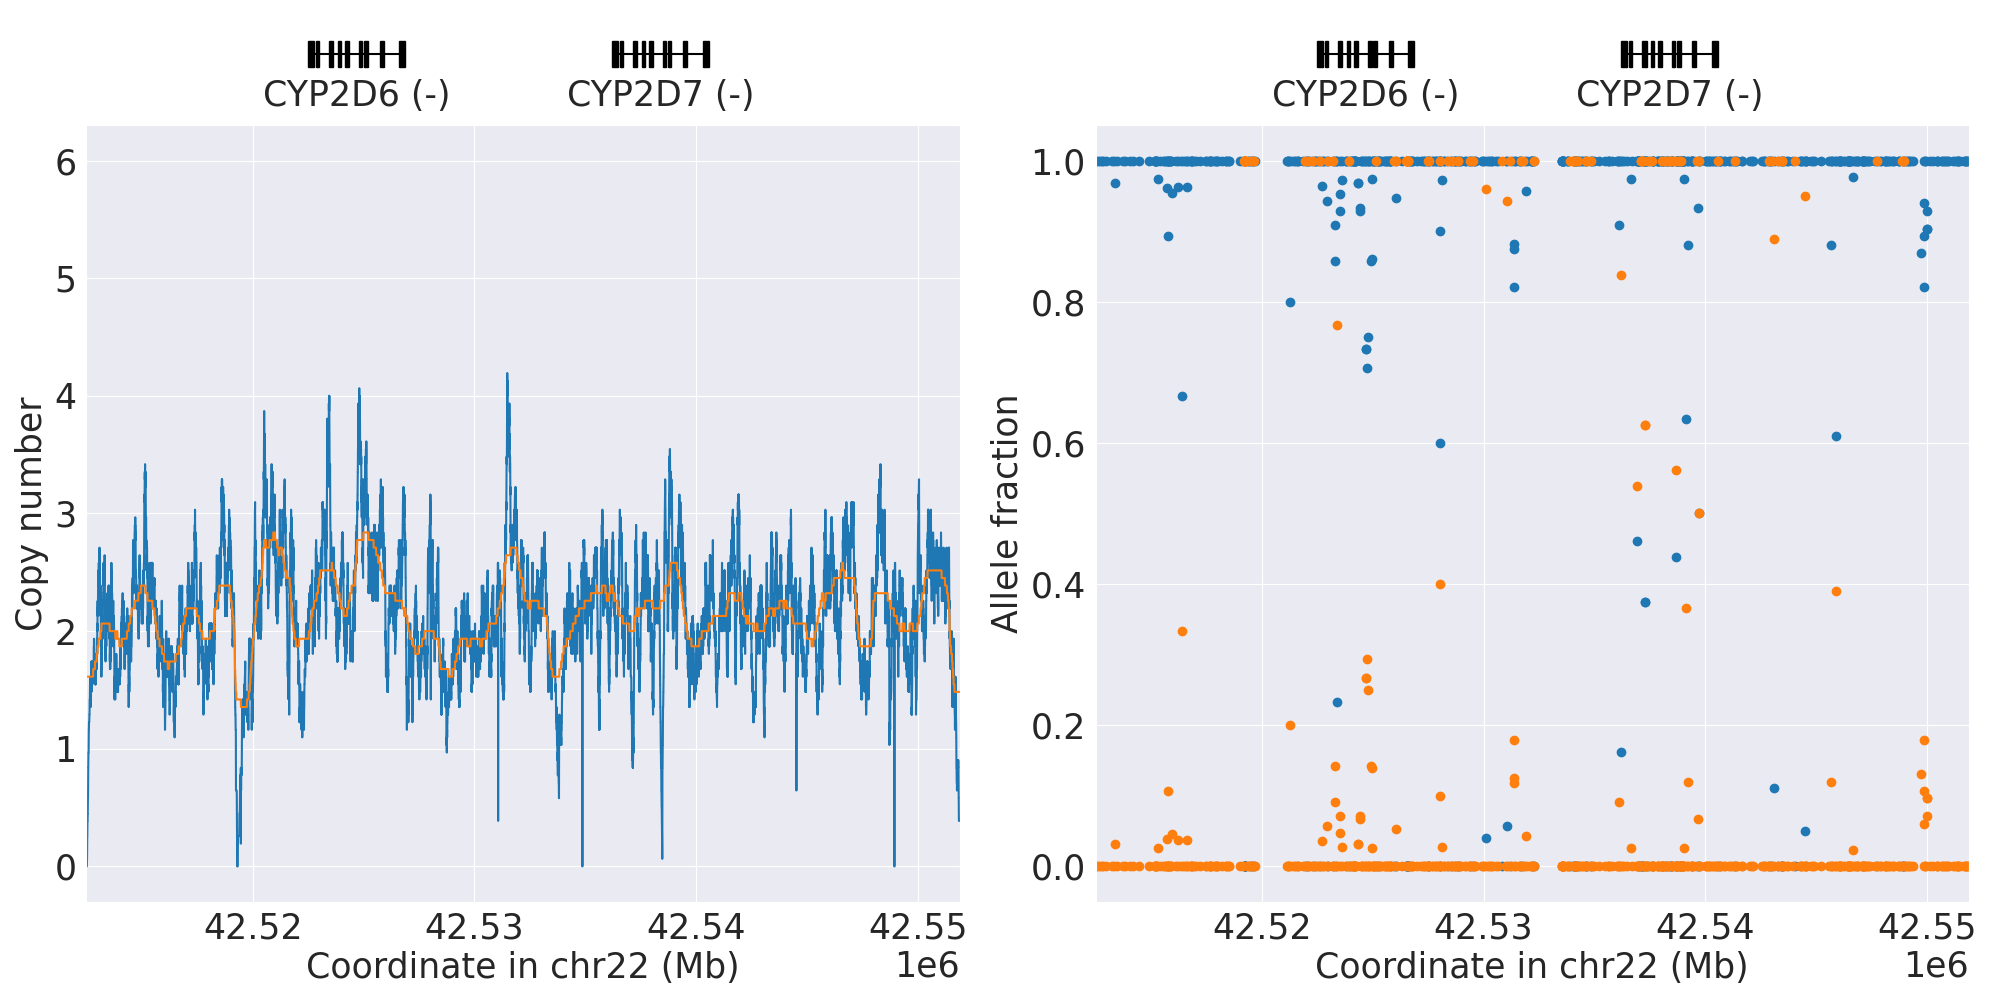 CYP2D6 (-) CYP2D7 (-)
6
5
4
3
2
1
0
Copy number
42.52 42.53 42.54 42.55
Coordinate in chr22 (Mb) 1e6
CYP2D6 (-) CYP2D7 (-)
1.0
0.8
0.6
0.4
0.2
0.0
Allele fraction
42.52 42.53 42.54 42.55
Coordinate in chr22 (Mb) 1e6